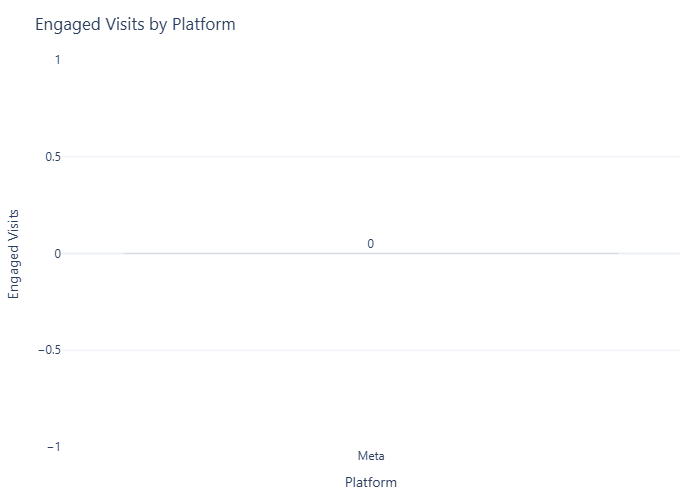 Engaged Visits by Platform
1
0.5
0
−0.5
−1
Engaged Visits
0
Meta
Platform